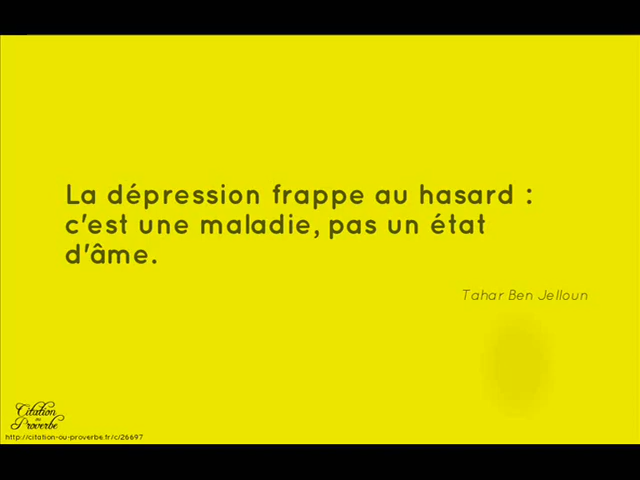 La dépression frappe au hasard :
c'est une maladie, pas un état
d'âme.
Tahar Ben Jelloun
Citation
ou
Proverbe
http://citation-ou-proverbe.fr/c/26697